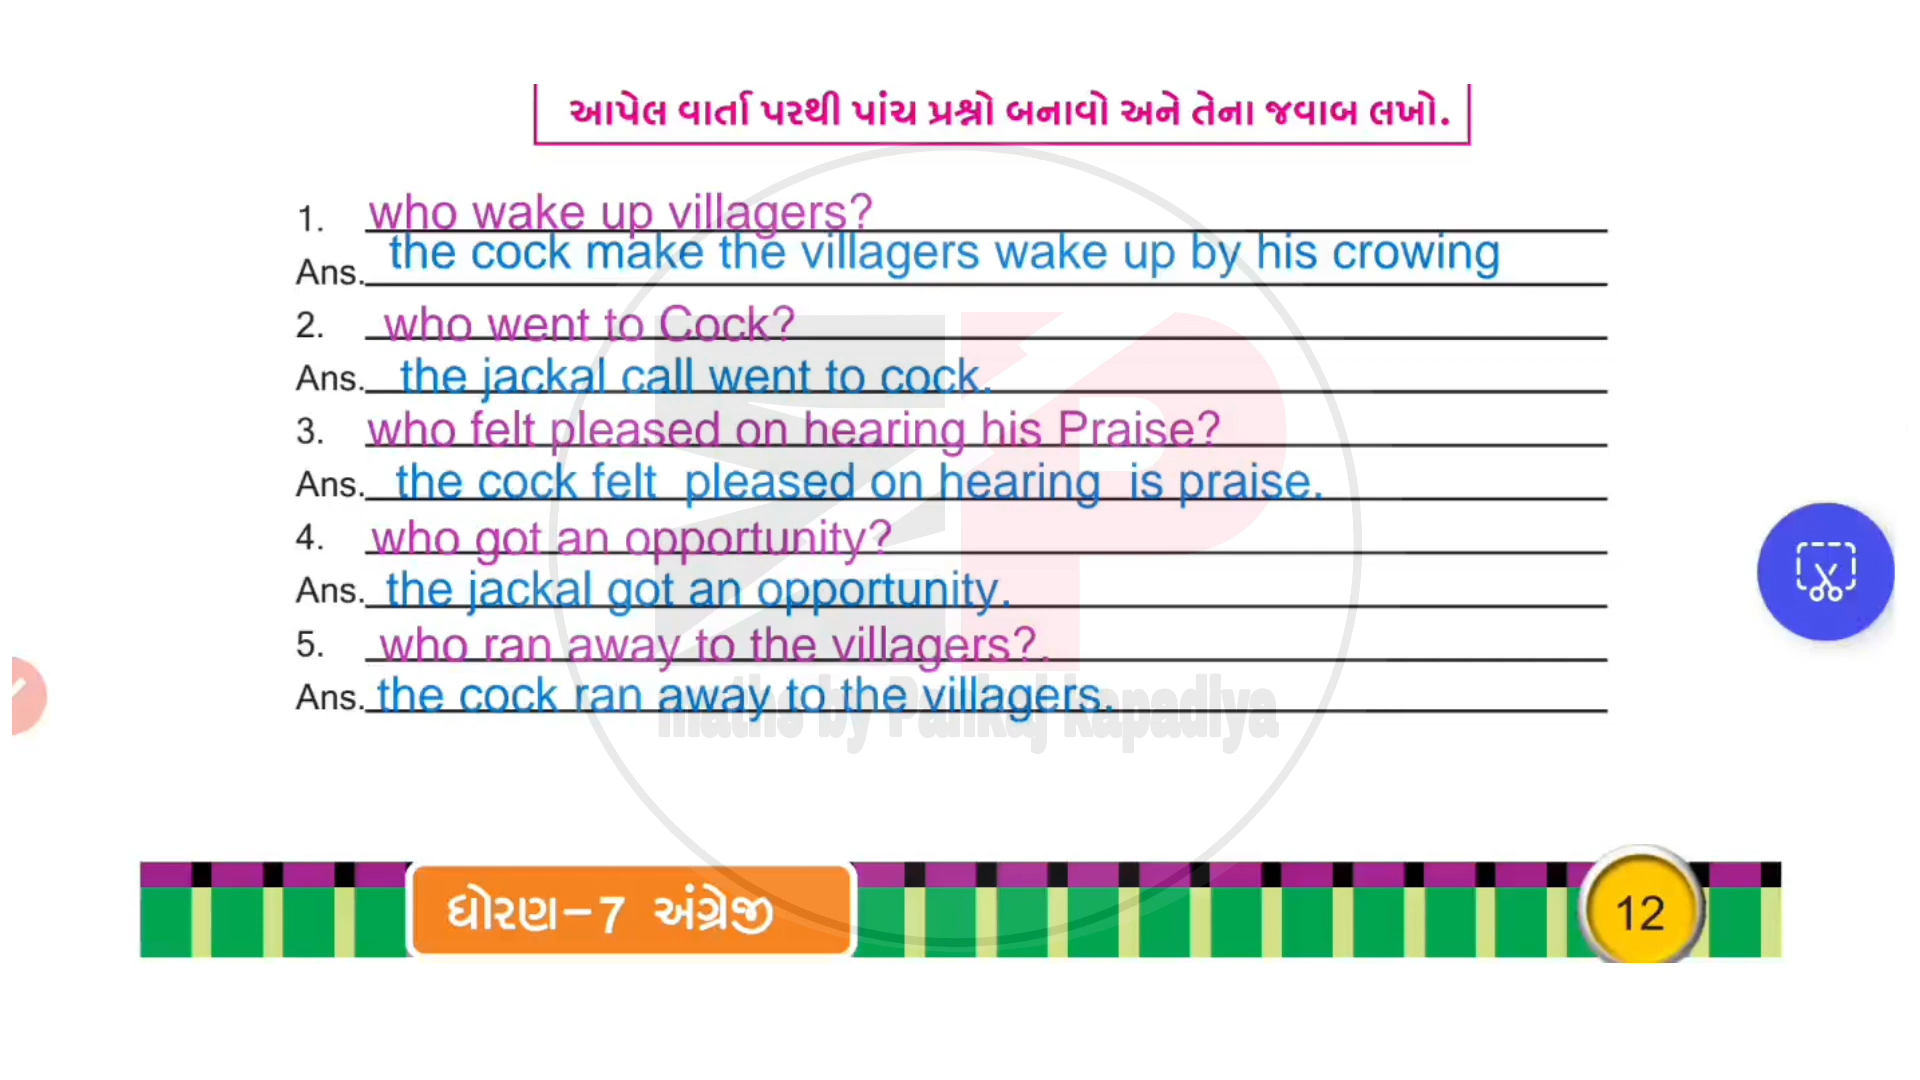 આપેલ વાર્તા પરથી પાંચ પ્રશ્નો બનાવો અને તેના જવાબ લખો.
1. who wake up villagers?
Ans. the cock make the villagers wake up by his crowing
2. who went to Cock?
Ans. the jackal call went to cock.
3. who felt pleased on hearing his Praise?
Ans. the cock felt pleased on hearing is praise.
4. who got an opportunity?
Ans. the jackal got an opportunity.
5. who ran away to the villagers?.
Ans. the cock ran away to the villagers.
maths by Pankaj kapadiya
ધોરણ–7 અંગ્રેજી
12